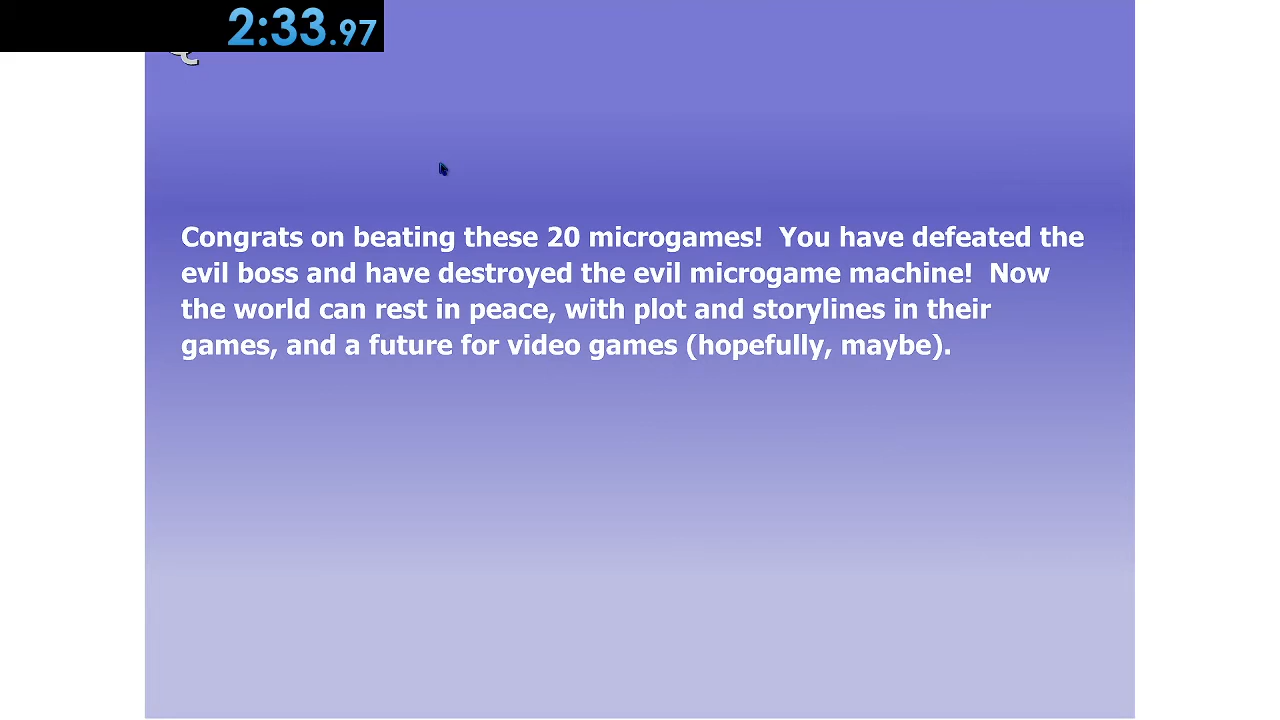 2:33.97
Congrats on beating these 20 microgames!  You have defeated the
evil boss and have destroyed the evil microgame machine!  Now
the world can rest in peace, with plot and storylines in their
games, and a future for video games (hopefully, maybe).